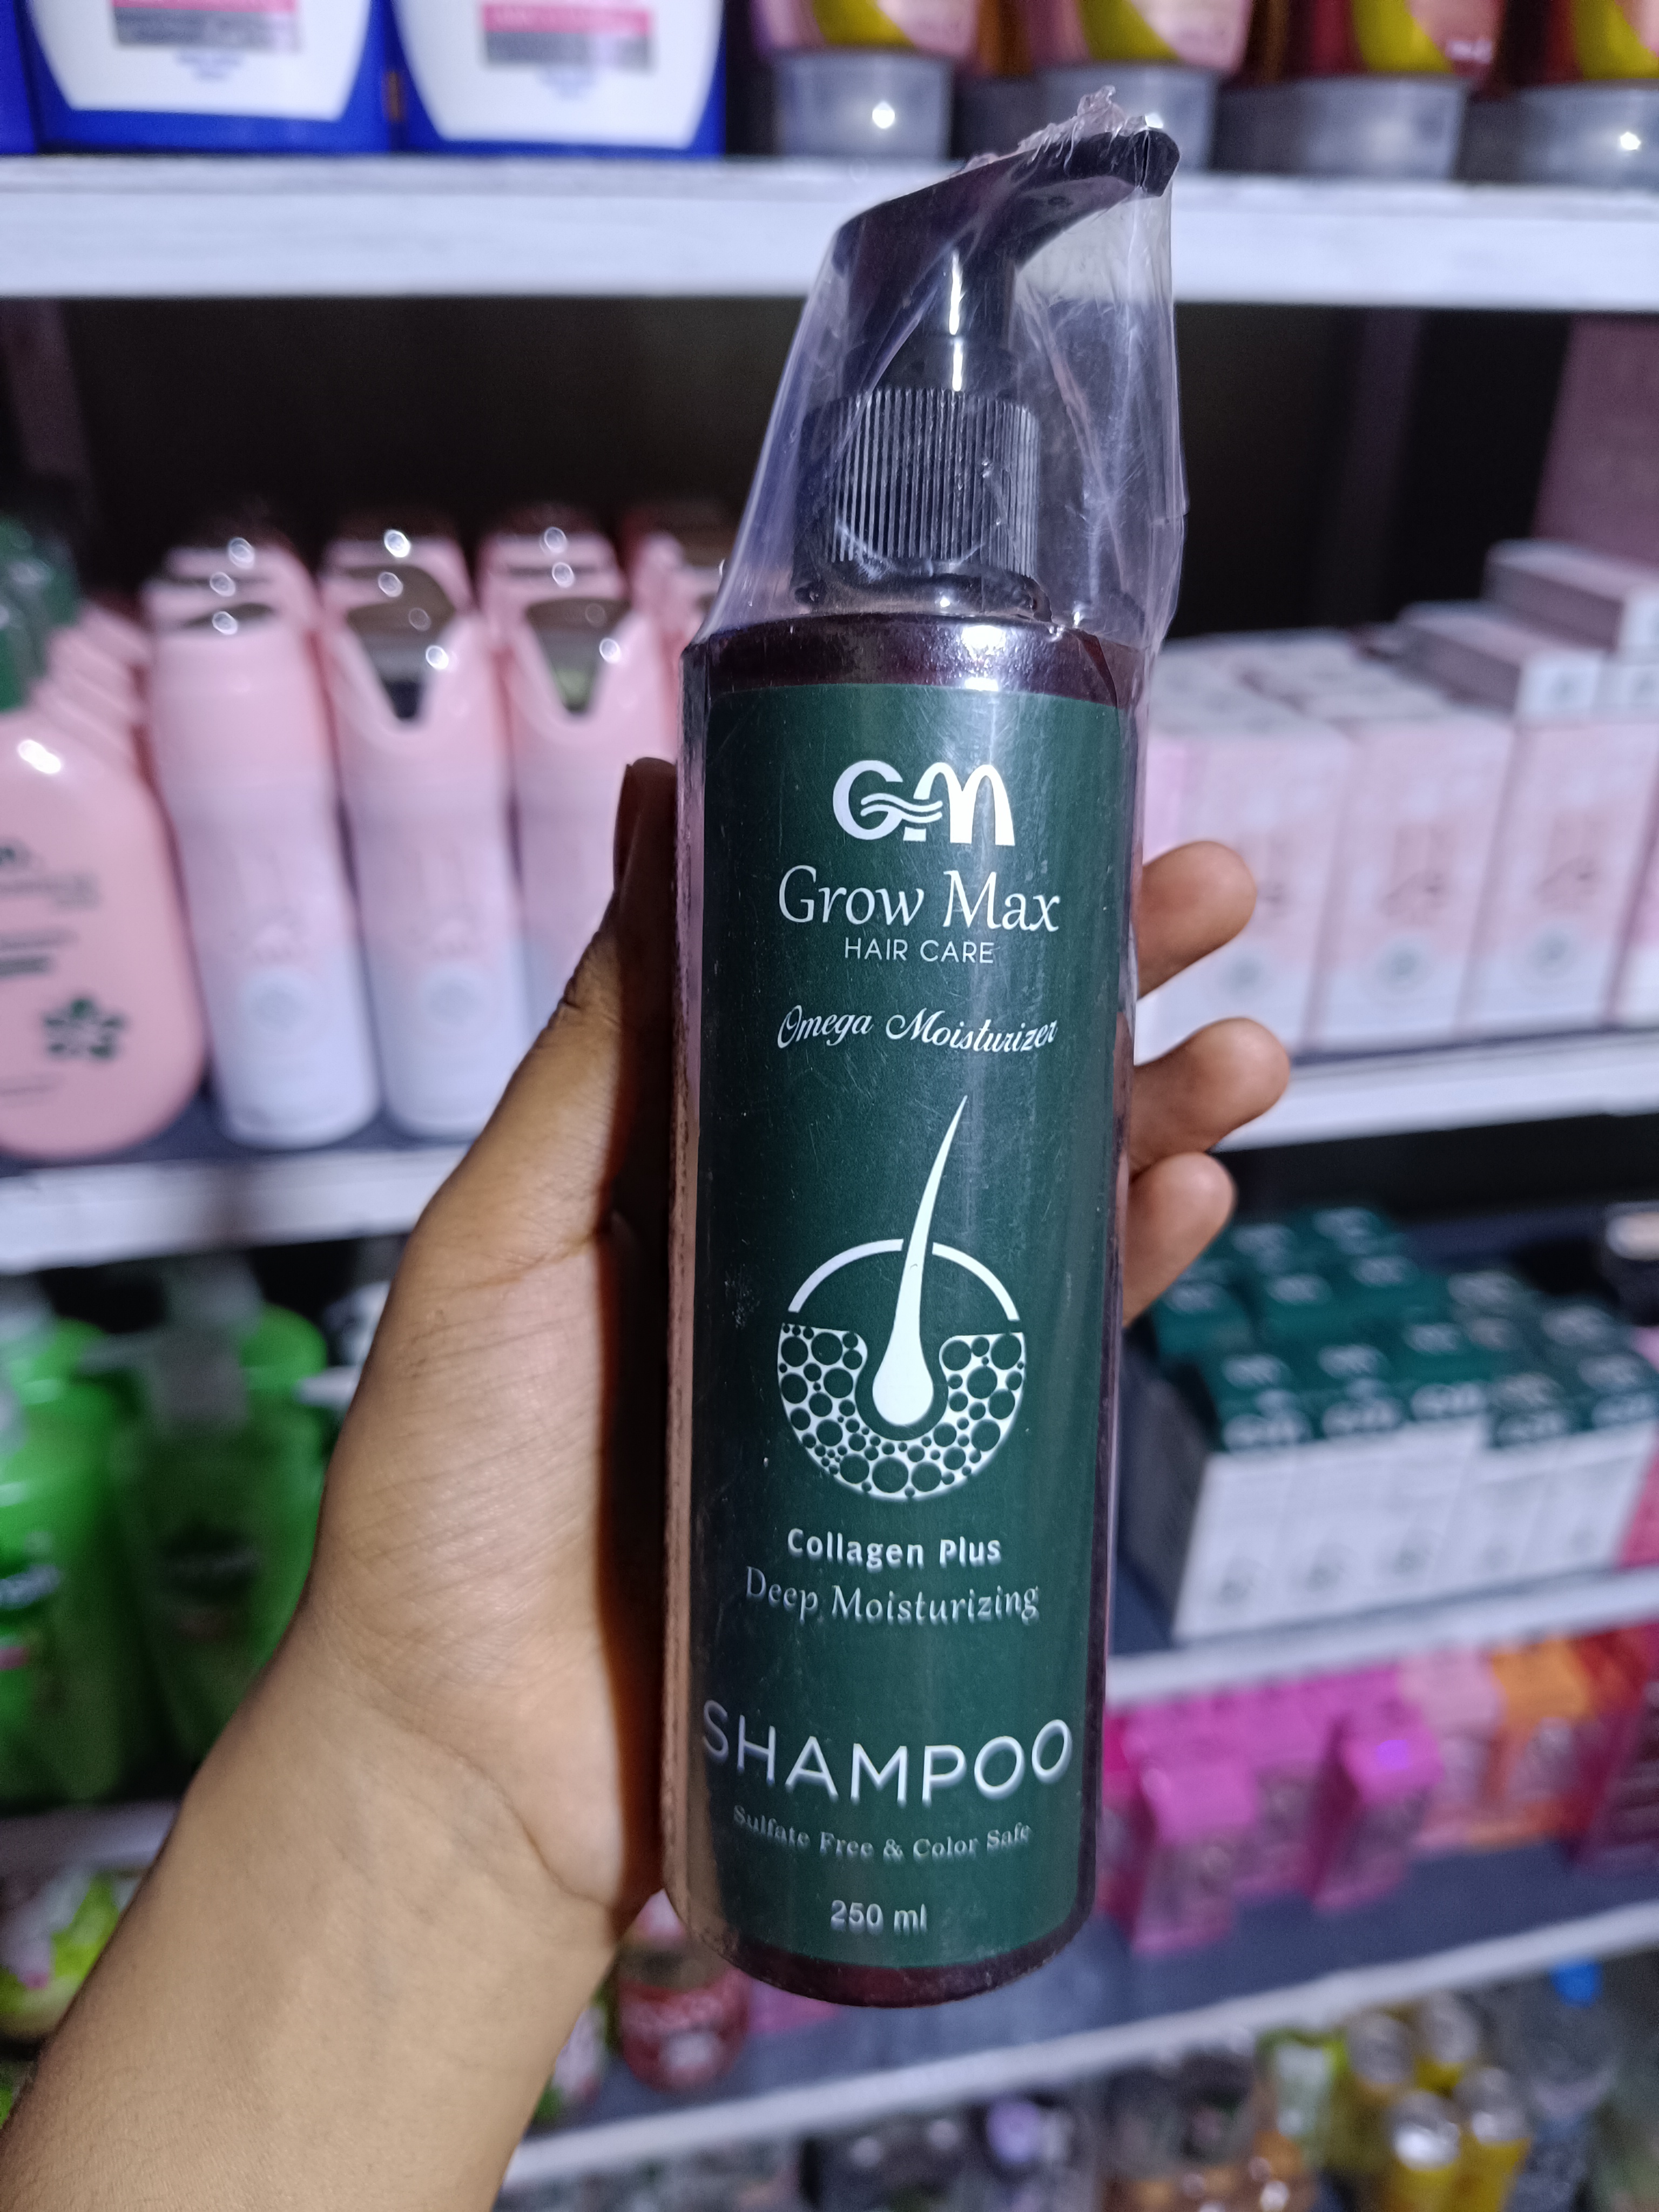 GM
Grow Max
HAIR CARE
Omega Moisturizer
Collagen Plus
Deep Moisturizing
SHAMPOO
Sulfate Free & Color Safe
250 ml